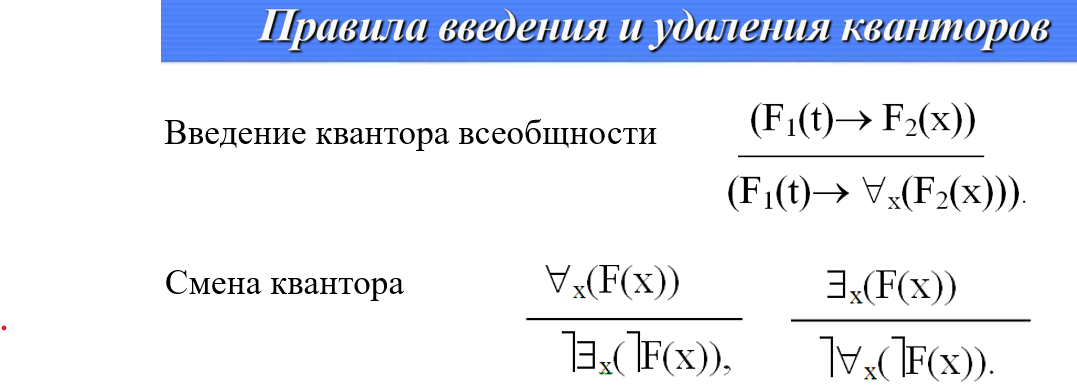 Правила введения и удаления кванторов
Введение квантора всеобщности
(F₁(t)→ F₂(x))
(F₁(t)→ ∀ₓ(F₂(x))).
Смена квантора
∀ₓ(F(x))
⌉∃ₓ(⌉F(x)),
∃ₓ(F(x))
⌉∀ₓ(⌉F(x)).